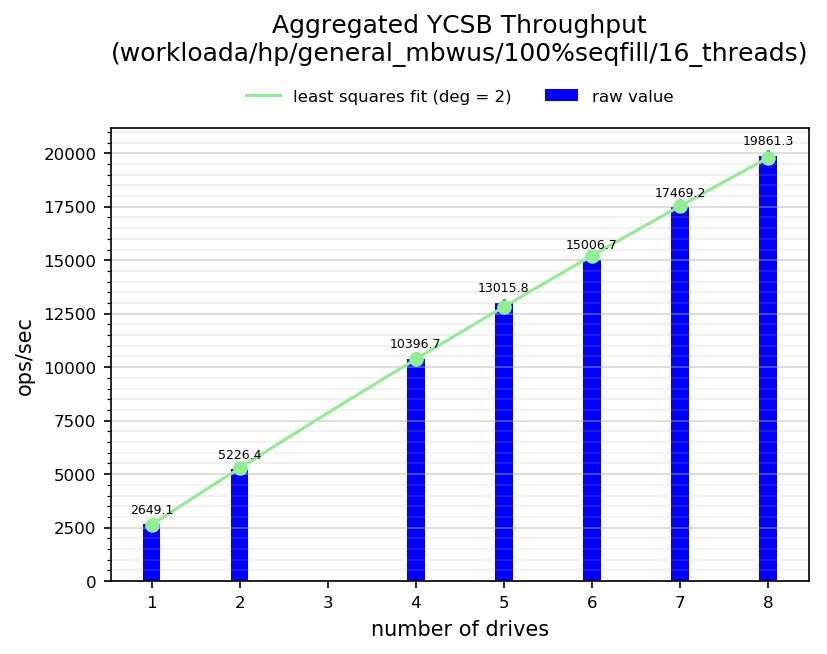 Aggregated YCSB Throughput
(workloada/hp/general_mbwus/100%seqfill/16_threads)
least squares fit (deg = 2)
raw value
20000
17500
15000
12500
10000
7500
5000
2500
0
ops/sec
2649.1
5226.4
10396.7
13015.8
15006.7
17469.2
19861.3
1 2 3 4 5 6 7 8
number of drives